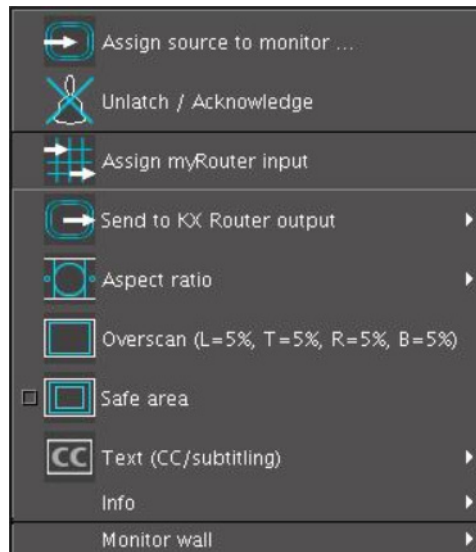 Assign source to monitor ...
Unlatch / Acknowledge
Assign myRouter input
Send to KX Router output
Aspect ratio
Overscan (L=5%, T=5%, R=5%, B=5%)
Safe area
CC Text (CC/subtitling)
Info
Monitor wall